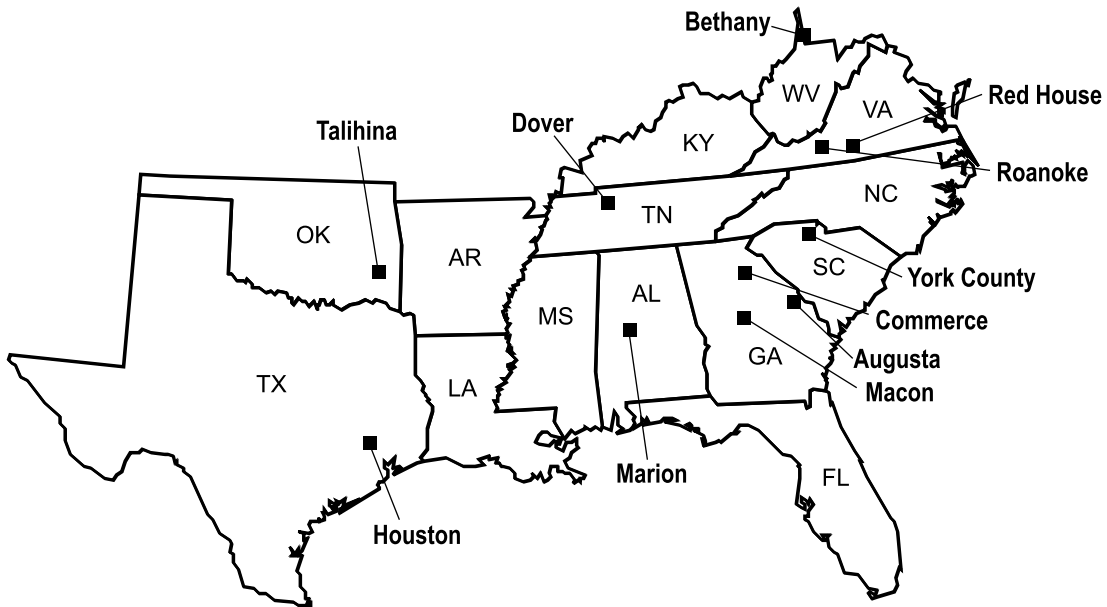 Bethany
WV
VA
Red House
Talihina
Dover
KY
Roanoke
NC
TN
OK
AR
SC
York County
AL
MS
Commerce
GA
Augusta
TX
LA
Macon
Marion
FL
Houston